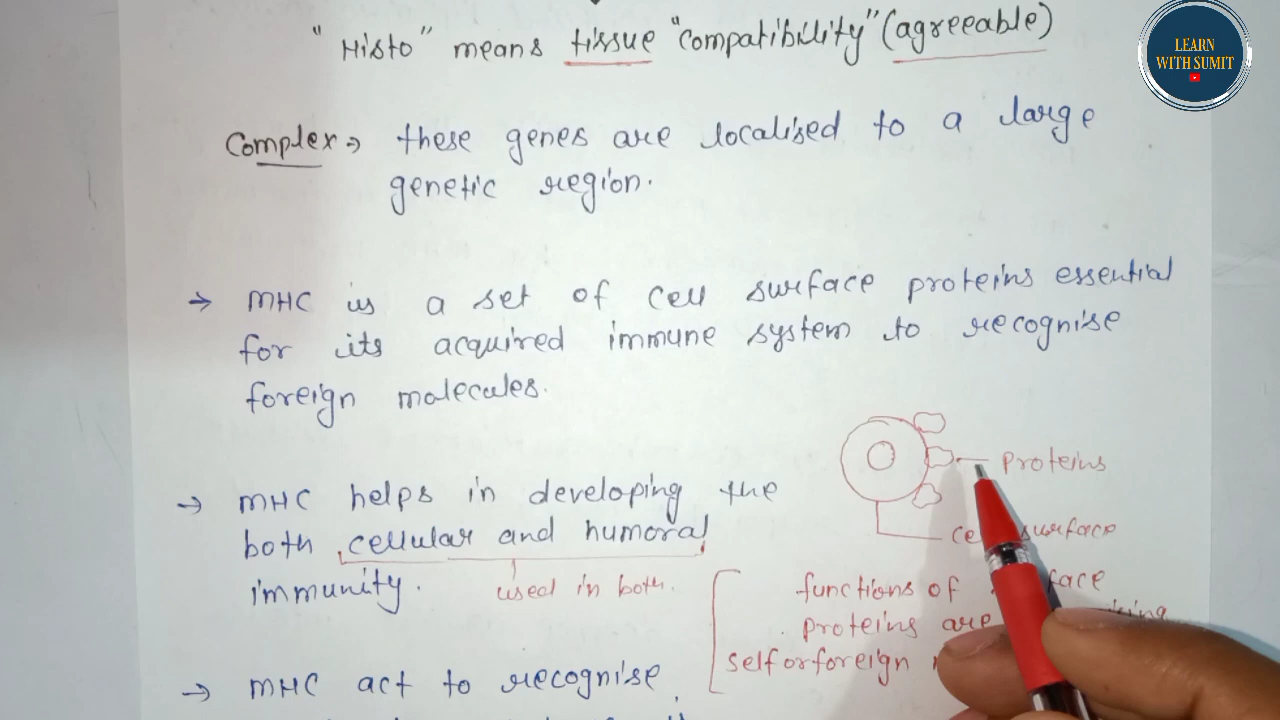 "Histo" means tissue "compatibility" (agreeable)
LEARN
WITH SUMIT
Complex → these genes are localised to a large
genetic region.
→ MHC is a set of cell surface proteins essential
for its acquired immune system to recognise
foreign molecules.
proteins
surface
→ MHC helps in developing the
both cellular and humoral
immunity.
used in both.
functions of
proteins are
self or foreign
→ MHC act to recognise